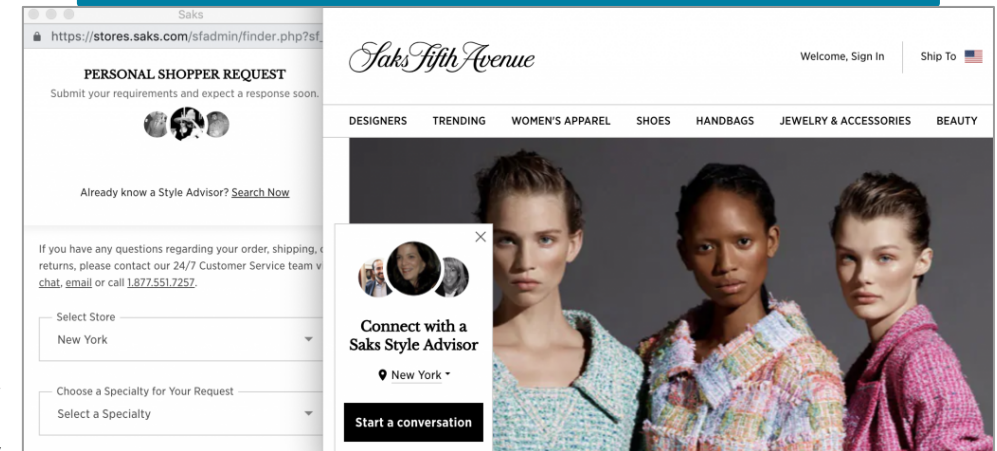 Saks
https://stores.saks.com/sfadmin/finder.php?sf_
PERSONAL SHOPPER REQUEST
Submit your requirements and expect a response soon.
Already know a Style Advisor? Search Now
If you have any questions regarding your order, shipping,
returns, please contact our 24/7 Customer Service team
chat, email or call 1.877.551.7257.
Select Store
New York
Choose a Specialty for Your Request
Select a Specialty
Saks Fifth Avenue
Welcome, Sign In
Ship To
DESIGNERS TRENDING WOMEN'S APPAREL SHOES HANDBAGS JEWELRY & ACCESSORIES BEAUTY
Connect with a
Saks Style Advisor
New York
Start a conversation